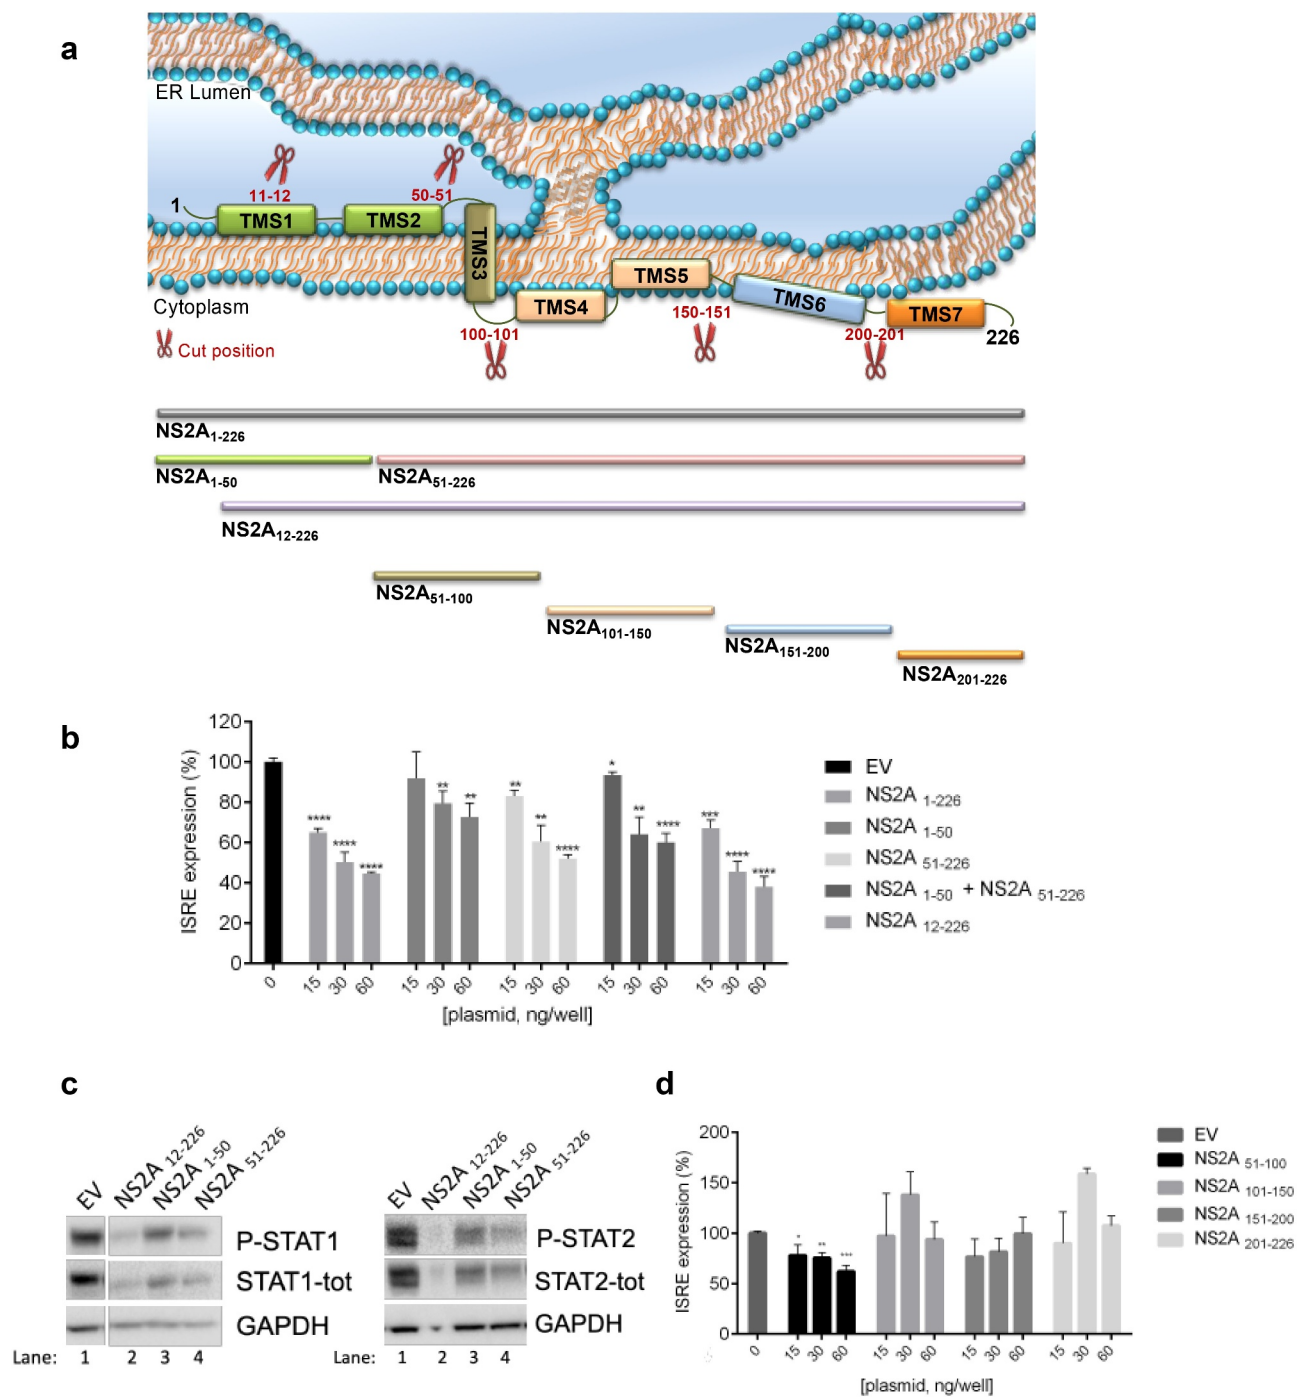 a
ER Lumen
11-12
50-51
1
TMS1
TMS2
TMS3
TMS4
TMS5
TMS6
TMS7
Cytoplasm
100-101
150-151
200-201
226
Cut position
NS2A1-226
NS2A1-50
NS2A51-226
NS2A12-226
NS2A51-100
NS2A101-150
NS2A151-200
NS2A201-226
b
ISRE expression (%)
120
100
80
60
40
20
0
****
****
****
**
**
**
**
****
*
**
****
***
****
****
0
15
30
60
15
30
60
15
30
60
15
30
60
15
30
60
[plasmid, ng/well]
EV
NS2A 1-226
NS2A 1-50
NS2A 51-226
NS2A 1-50 + NS2A 51-226
NS2A 12-226
c
EV
NS2A 12-226
NS2A 1-50
NS2A 51-226
P-STAT1
STAT1-tot
GAPDH
Lane: 1 2 3 4
EV
NS2A 12-226
NS2A 1-50
NS2A 51-226
P-STAT2
STAT2-tot
GAPDH
Lane: 1 2 3 4
d
ISRE expression (%)
200
150
100
50
0
*
**
***
0
15
30
60
15
30
60
15
30
60
15
30
60
[plasmid, ng/well]
EV
NS2A 51-100
NS2A 101-150
NS2A 151-200
NS2A 201-226